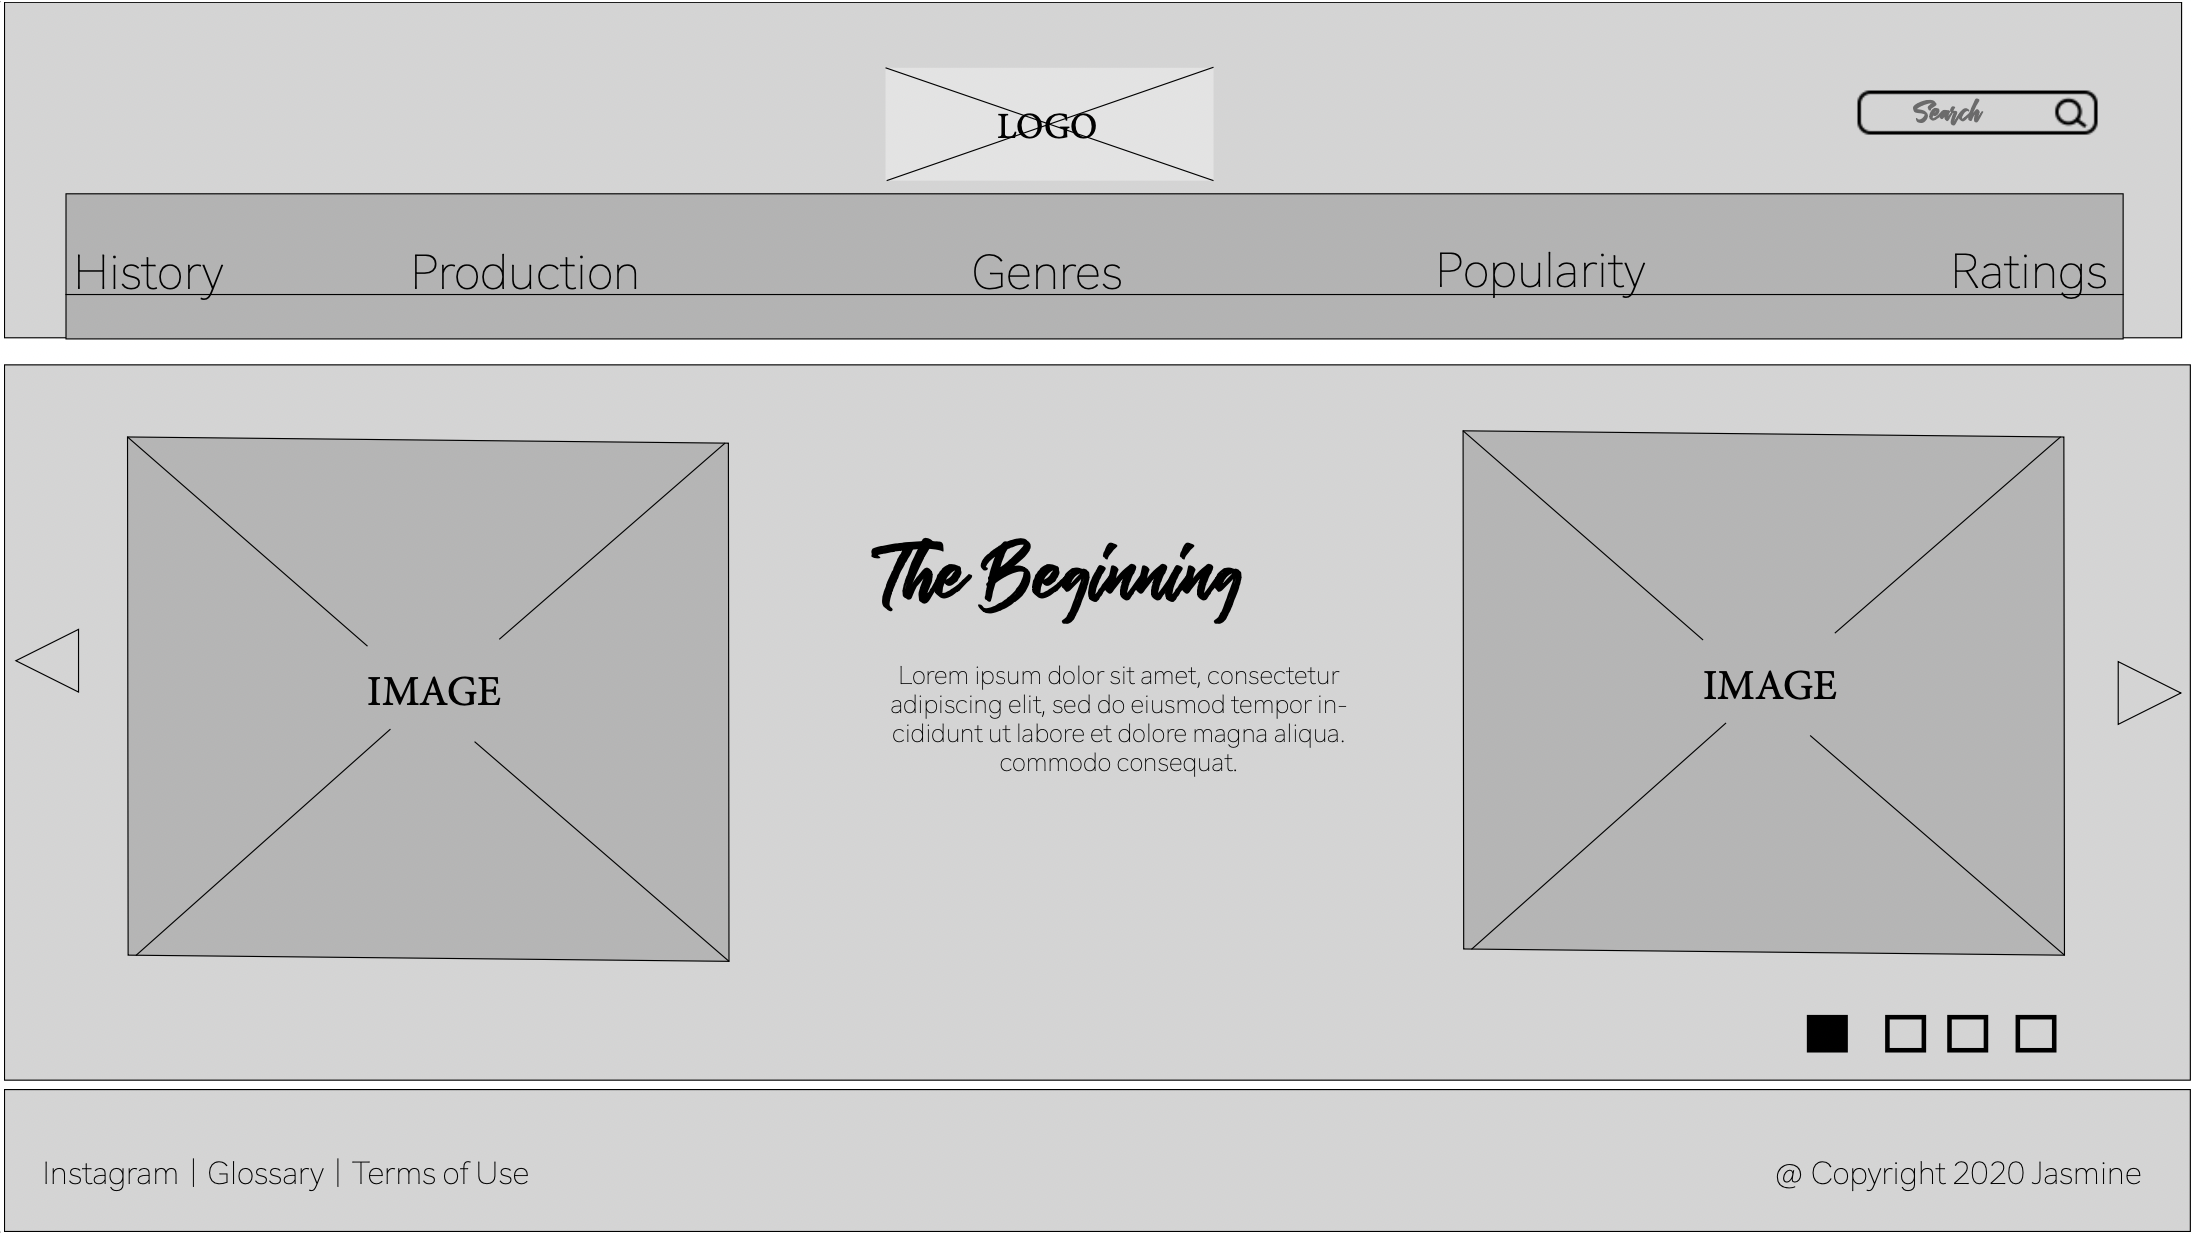 LOGO
Search
History
Production
Genres
Popularity
Ratings
IMAGE
The Beginning
Lorem ipsum dolor sit amet, consectetur
adipiscing elit, sed do eiusmod tempor in-
cididunt ut labore et dolore magna aliqua.
commodo consequat.
IMAGE
Instagram | Glossary | Terms of Use
@ Copyright 2020 Jasmine